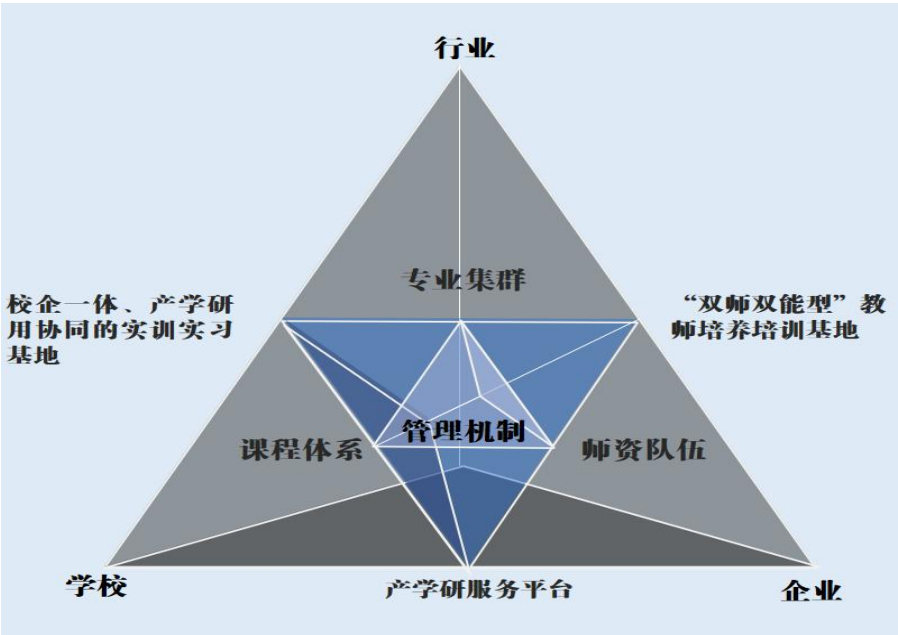 行业
专业集群
校企一体、产学研
用协同的实训实习
基地
“双师双能型”教
师培养培训基地
管理机制
课程体系
师资队伍
学校
产学研服务平台
企业